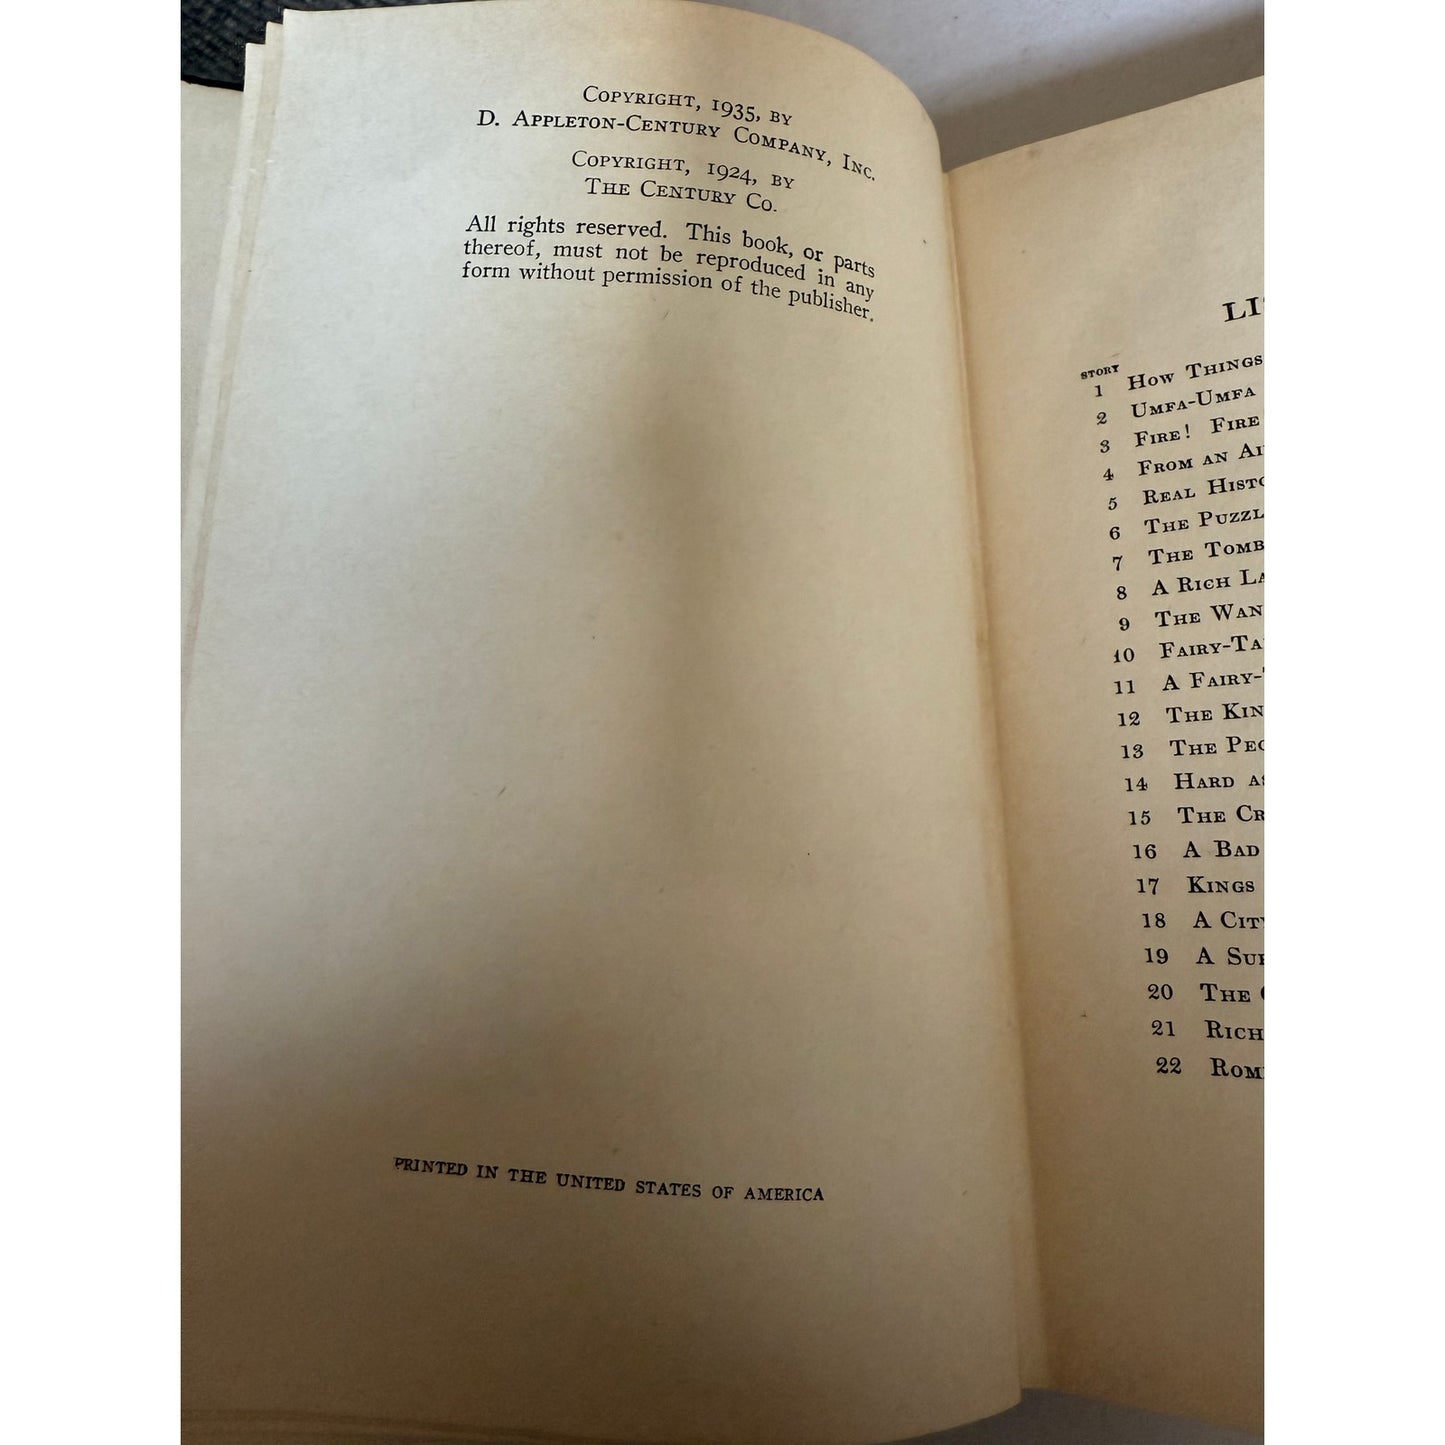 COPYRIGHT, 1935, BY
D. APPLETON-CENTURY COMPANY, INC.
COPYRIGHT, 1924, BY
THE CENTURY CO.
All rights reserved. This book, or parts
thereof, must not be reproduced in any
form without permission of the publisher.
PRINTED IN THE UNITED STATES OF AMERICA
STORY
1 HOW THINGS
2 UMFA-UMFA
3 FIRE! FIRE
4 FROM AN
5 REAL
6 THE
7 THE
8 A RICH
9 THE
10
11 A
12 THE
13 THE
14 HARD
15 THE
16 A BAD
17 KINGS
18 A
19 A
20 THE
21
22